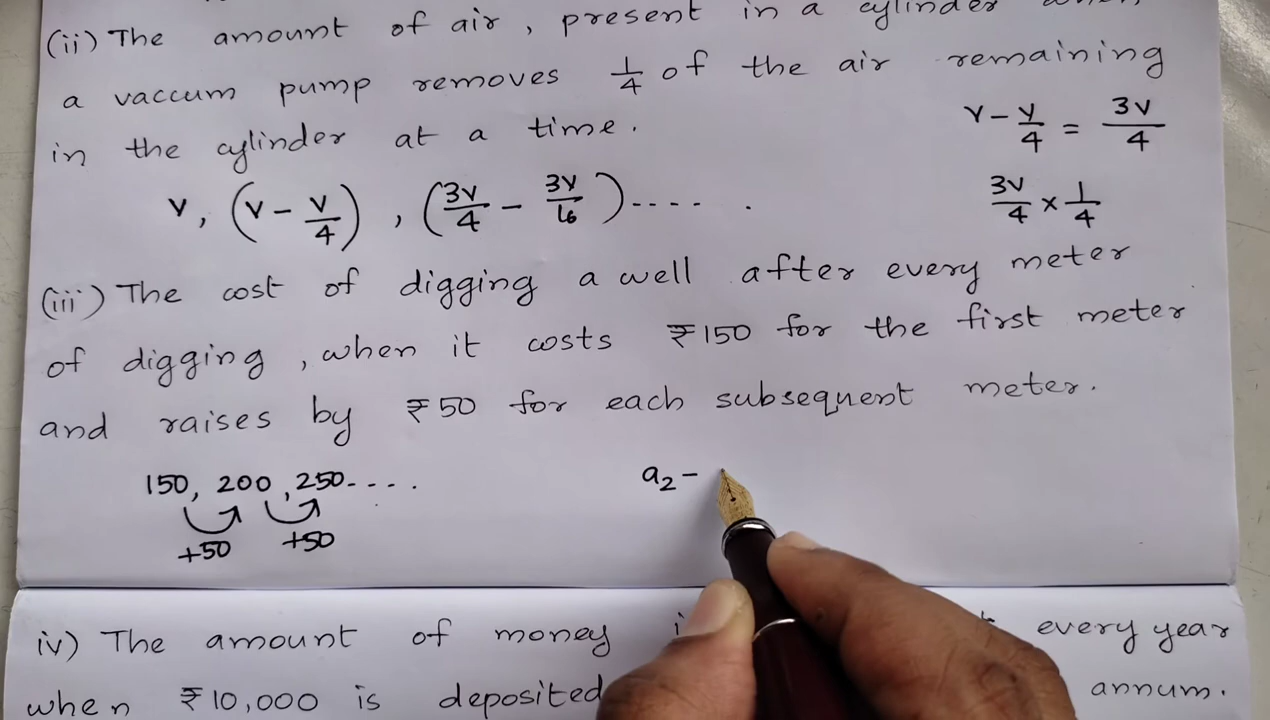 (ii) The amount of air, present in a cylinder when
a vaccum pump removes 1/4 of the air remaining
in the cylinder at a time.
v - v/4 = 3v/4
v, (v - v/4), (3v/4 - 3v/16) ---- .
3v/4 × 1/4
(iii) The cost of digging a well after every meter
of digging, when it costs ₹150 for the first meter
and raises by ₹50 for each subsequent meter.
150, 200, 250 ---- a₂ -
+50 +50
iv) The amount of money every year
when ₹10,000 is deposited annum.